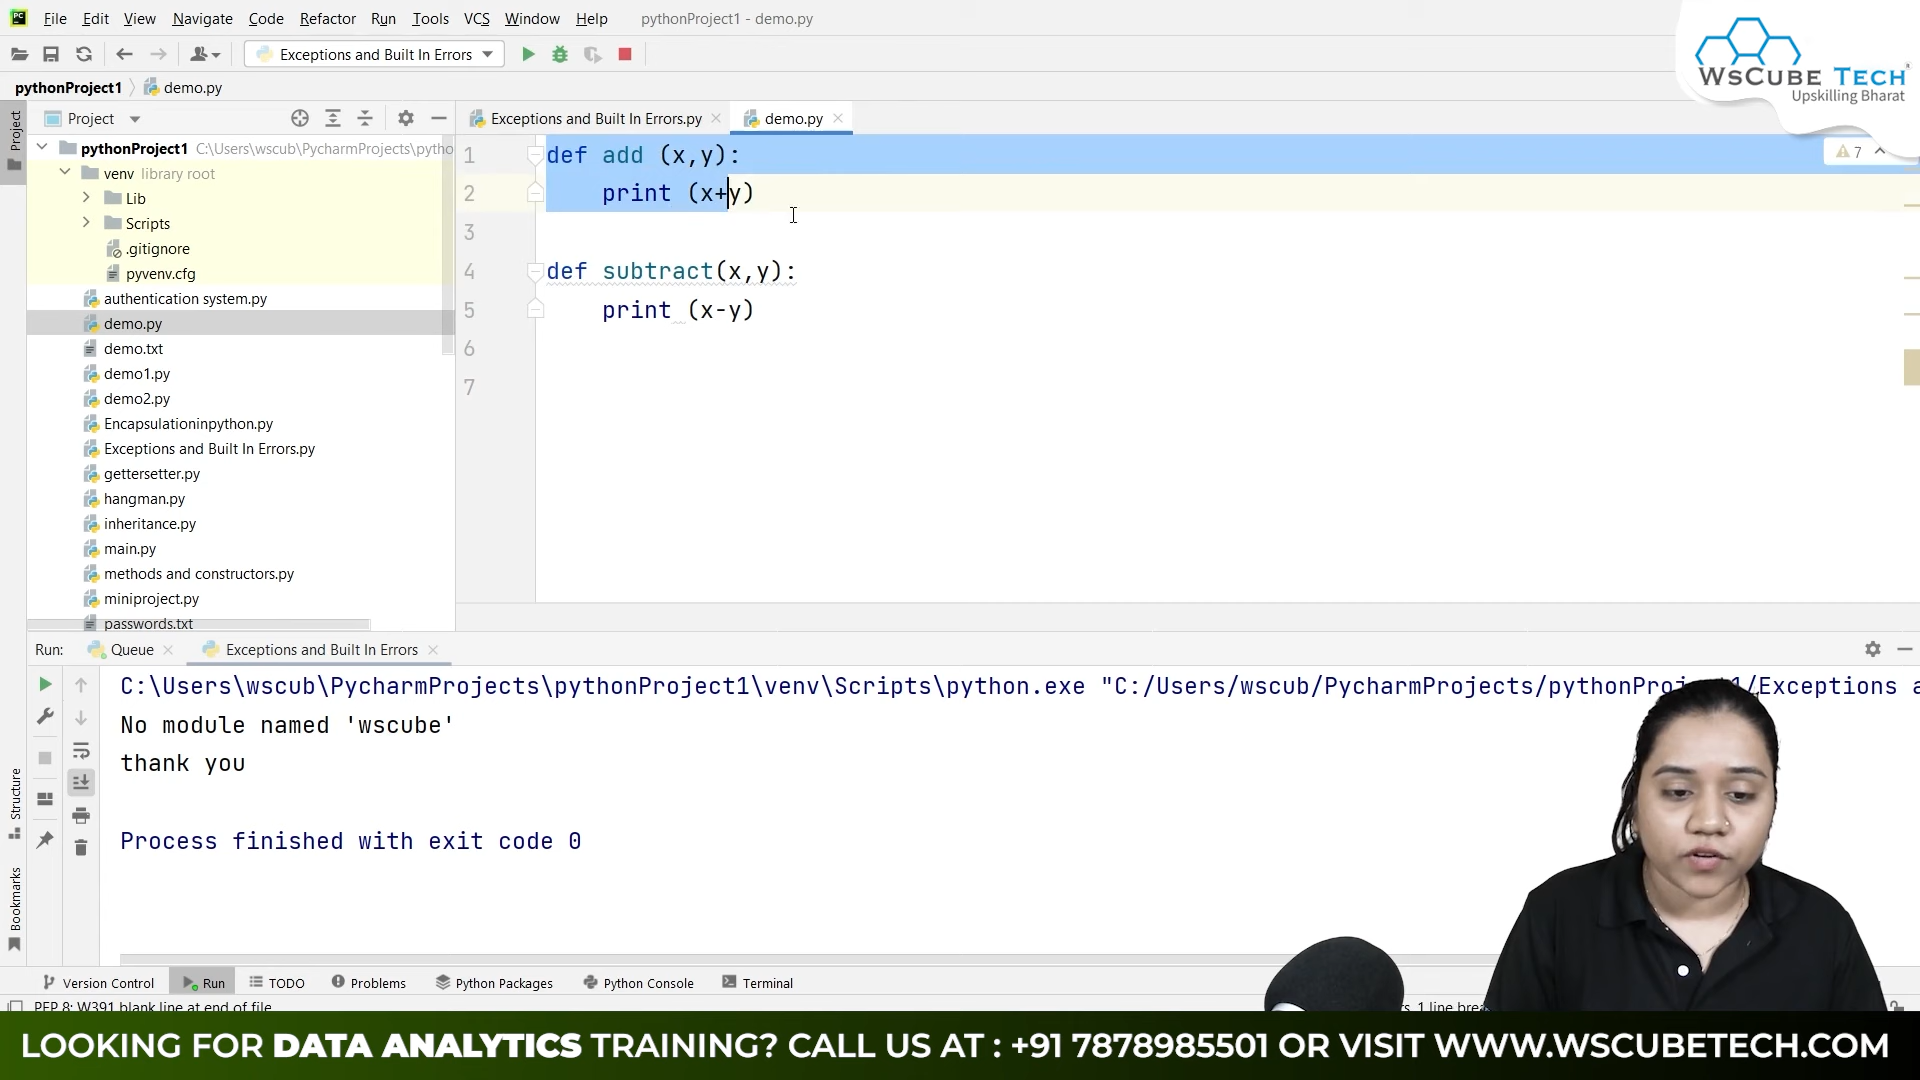 File Edit View Navigate Code Refactor Run Tools VCS Window Help pythonProject1 - demo.py
Exceptions and Built In Errors
WSCUBE TECH
Upskilling Bharat
pythonProject1 demo.py
Project
Project
Exceptions and Built In Errors.py
demo.py
pythonProject1 C:\Users\wscub\PycharmProjects\pytho
venv library root
Lib
Scripts
.gitignore
pyvenv.cfg
authentication system.py
demo.py
demo.txt
demo1.py
demo2.py
Encapsulationinpython.py
Exceptions and Built In Errors.py
gettersetter.py
hangman.py
inheritance.py
main.py
methods and constructors.py
miniproject.py
passwords.txt
7
1 def add (x,y):
2 print (x+y)
3
4 def subtract(x,y):
5 print (x-y)
6
7
Run: Queue Exceptions and Built In Errors
C:\Users\wscub\PycharmProjects\pythonProject1\venv\Scripts\python.exe "C:/Users/wscub/PycharmProjects/pythonProject1/Exceptions a
No module named 'wscube'
thank you
Process finished with exit code 0
Structure
Bookmarks
Version Control Run TODO Problems Python Packages Python Console Terminal
PEP 8: W391 blank line at end of file
1 line
LOOKING FOR DATA ANALYTICS TRAINING? CALL US AT : +91 7878985501 OR VISIT WWW.WSCUBETECH.COM